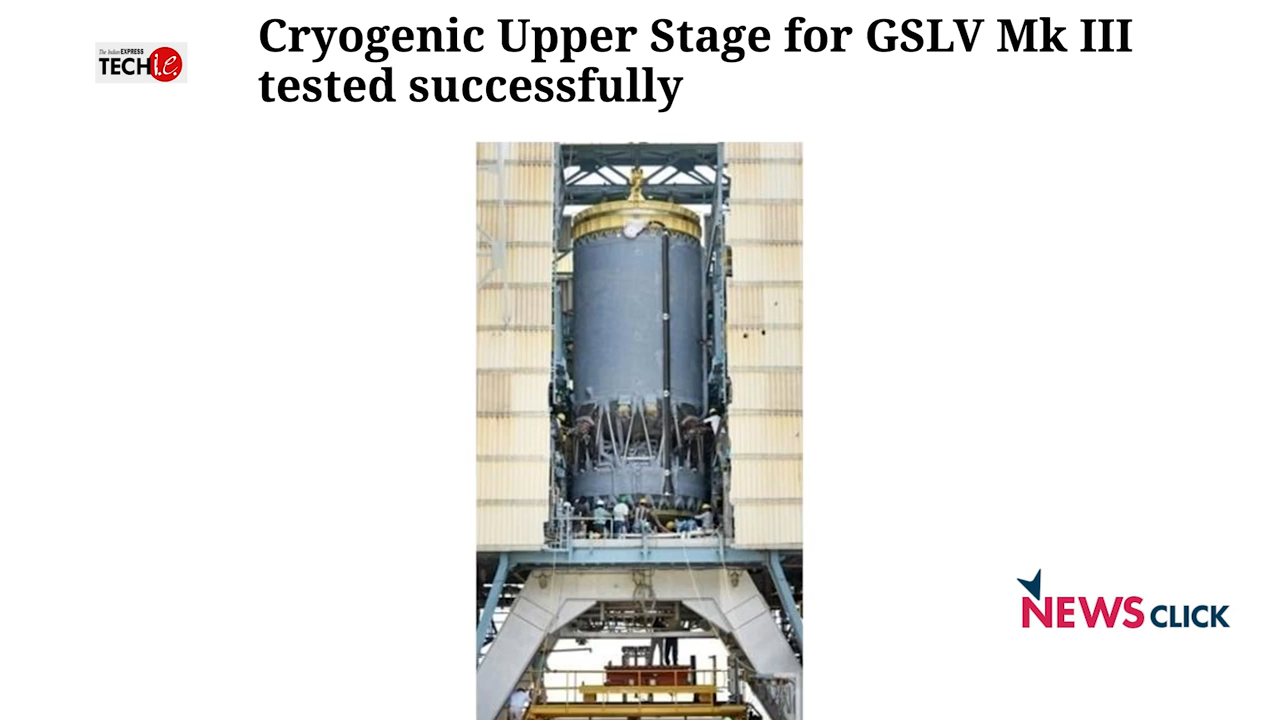 Cryogenic Upper Stage for GSLV Mk III
tested successfully
The Indian EXPRESS
TECH i.e.
NEWS CLICK